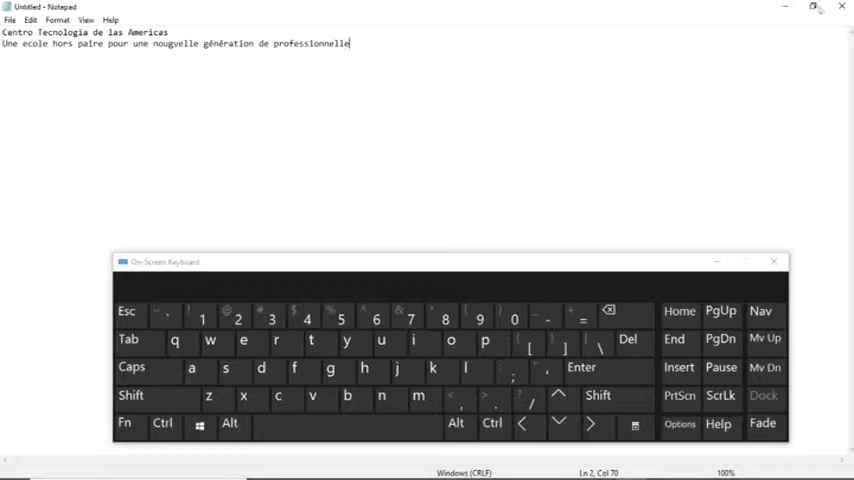 Untitled - Notepad
File Edit Format View Help
Centro Tecnologia de las Americas
Une ecole hors paire pour une nougvelle génération de professionnelle
On-Screen Keyboard
Esc ~ ` ! 1 @ 2 # 3 $ 4 % 5 ^ 6 & 7 * 8 ( 9 ) 0 _ - + = Home PgUp Nav
Tab q w e r t y u i o p { [ } ] | \ Del End PgDn Mv Up
Caps a s d f g h j k l : ; " ' Enter Insert Pause Mv Dn
Shift z x c v b n m < , > . ? / Shift PrtScn ScrLk Dock
Fn Ctrl Alt Alt Ctrl Options Help Fade
Windows (CRLF) Ln 2, Col 70 100%